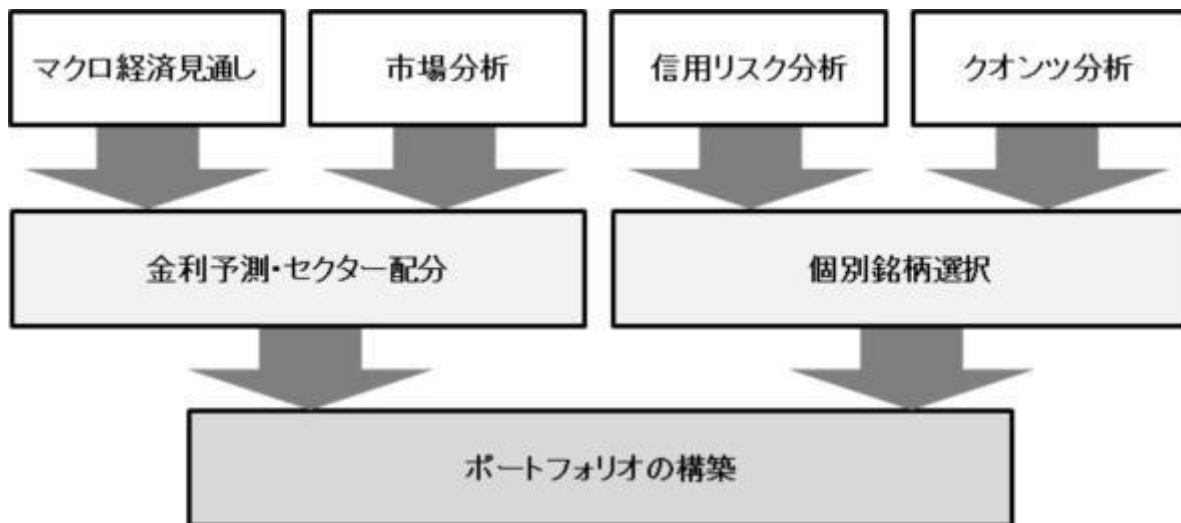 マクロ経済見通し
市場分析
信用リスク分析
クオンツ分析
金利予測・セクター配分
個別銘柄選択
ポートフォリオの構築